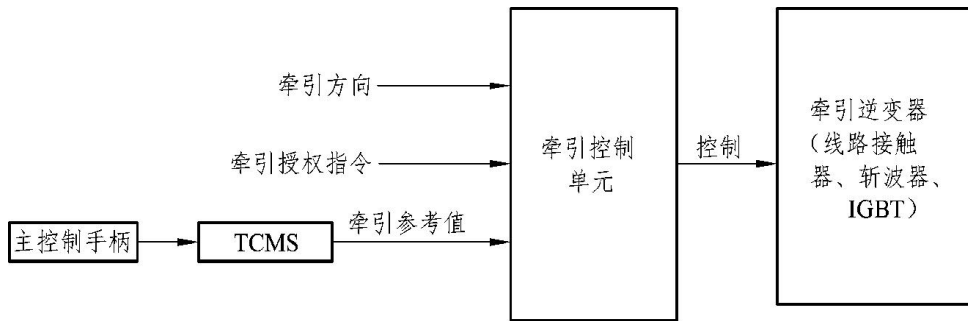 牵引方向
牵引授权指令
主控制手柄
TCMS
牵引参考值
牵引控制
单元
控制
牵引逆变器
（线路接触
器、斩波器、
IGBT）